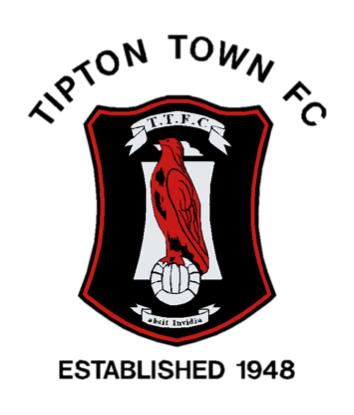 TIPTON TOWN FC
T.T.F.C
absit Invidia
ESTABLISHED 1948